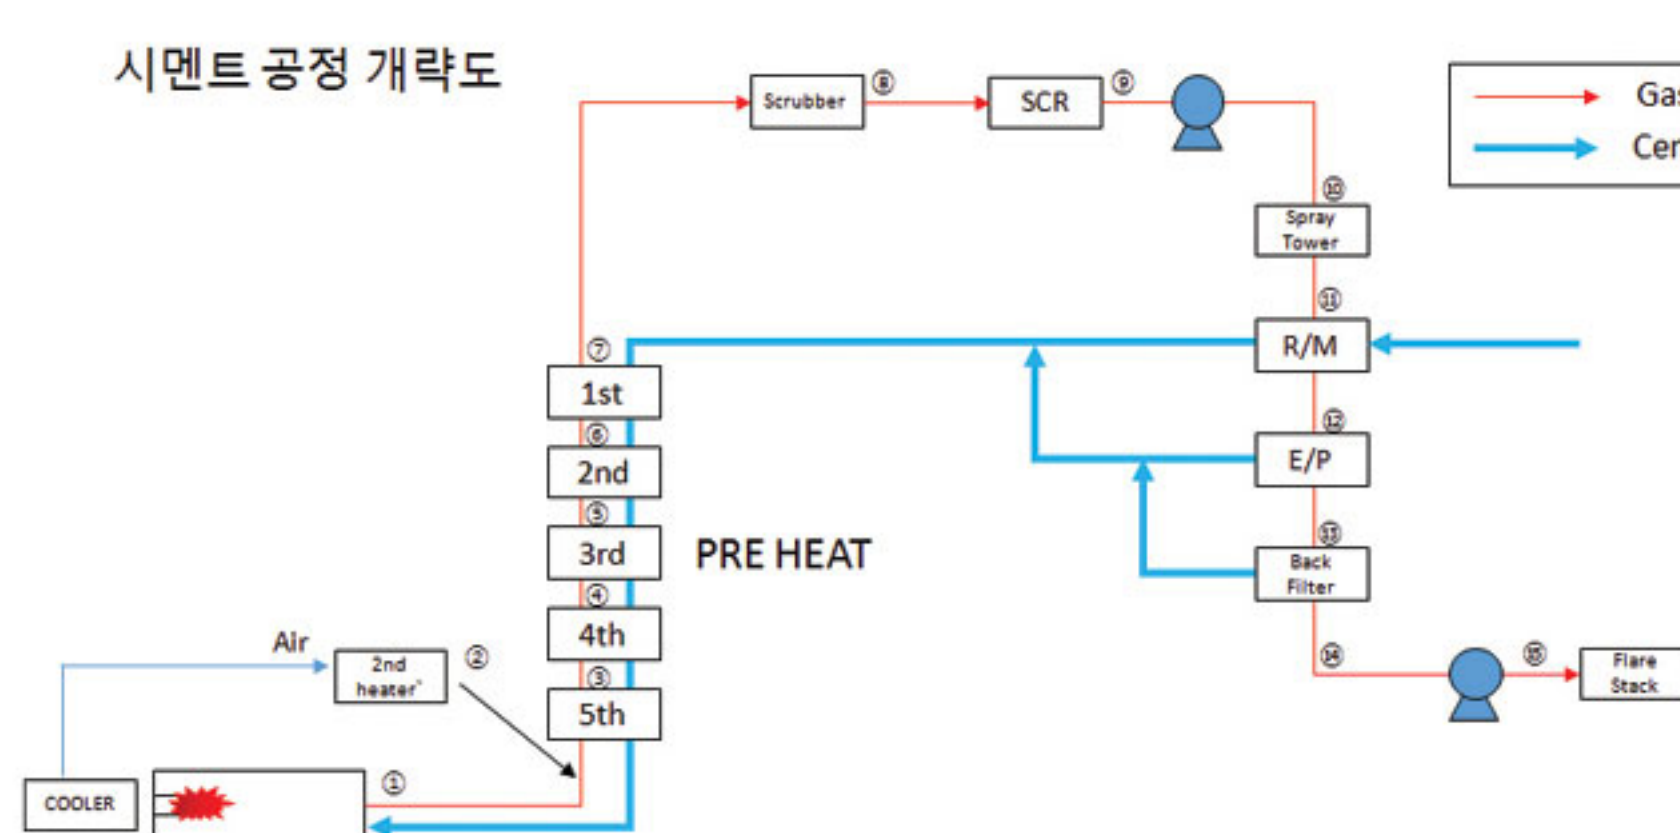 시멘트 공정 개략도
Scrubber
⑧
SCR
⑨
Gas
Cem
⑩
Spray
Tower
⑪
R/M
⑦
1st
⑥
2nd
⑤
3rd
④
4th
③
5th
PRE HEAT
⑫
E/P
⑬
Back
Filter
⑭
⑮
Flare
Stack
Air
2nd
heater
②
COOLER
①